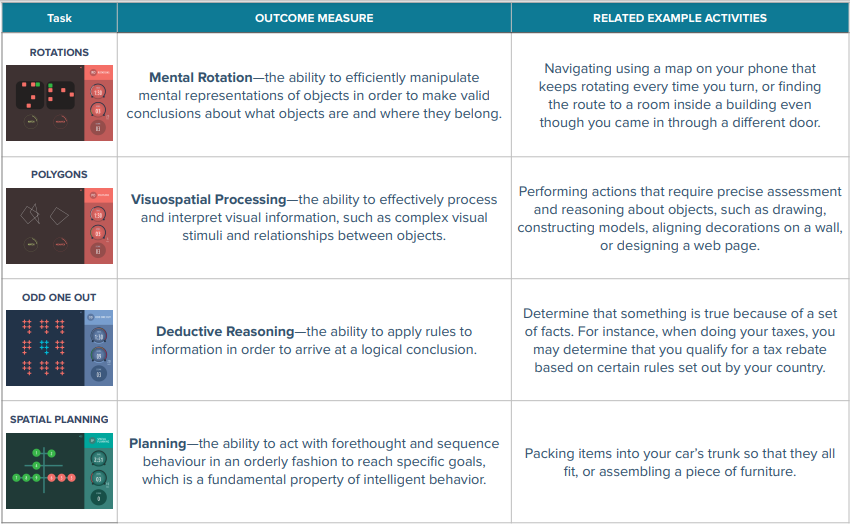 Task
OUTCOME MEASURE
RELATED EXAMPLE ACTIVITIES
ROTATIONS
Mental Rotation—the ability to efficiently manipulate
mental representations of objects in order to make valid
conclusions about what objects are and where they belong.
Navigating using a map on your phone that
keeps rotating every time you turn, or finding
the route to a room inside a building even
though you came in through a different door.
POLYGONS
Visuospatial Processing—the ability to effectively process
and interpret visual information, such as complex visual
stimuli and relationships between objects.
Performing actions that require precise assessment
and reasoning about objects, such as drawing,
constructing models, aligning decorations on a wall,
or designing a web page.
ODD ONE OUT
Deductive Reasoning—the ability to apply rules to
information in order to arrive at a logical conclusion.
Determine that something is true because of a set
of facts. For instance, when doing your taxes, you
may determine that you qualify for a tax rebate
based on certain rules set out by your country.
SPATIAL PLANNING
Planning—the ability to act with forethought and sequence
behaviour in an orderly fashion to reach specific goals,
which is a fundamental property of intelligent behavior.
Packing items into your car's trunk so that they all
fit, or assembling a piece of furniture.